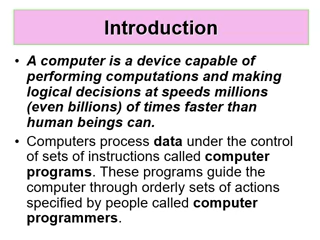 Introduction
• A computer is a device capable of
performing computations and making
logical decisions at speeds millions
(even billions) of times faster than
human beings can.
• Computers process data under the control
of sets of instructions called computer
programs. These programs guide the
computer through orderly sets of actions
specified by people called computer
programmers.